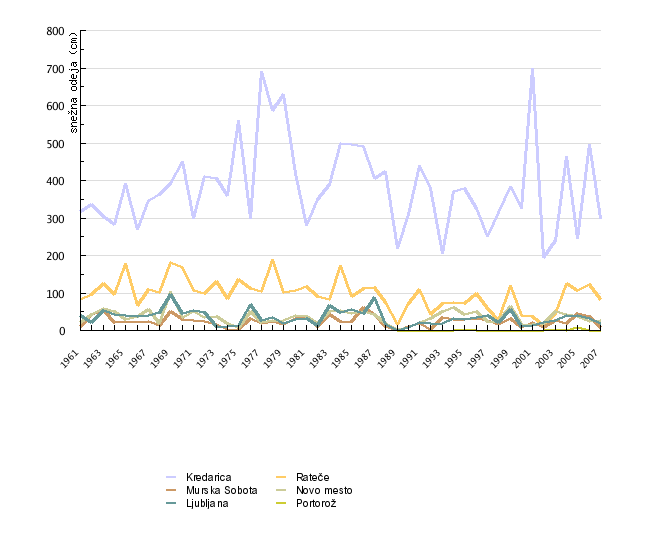 800
700
600
500
400
300
200
100
0
snežna odeja (cm)
1961 1963 1965 1967 1969 1971 1973 1975 1977 1979 1981 1983 1985 1987 1989 1991 1993 1995 1997 1999 2001 2003 2005 2007
Kredarica Rateče
Murska Sobota Novo mesto
Ljubljana Portorož